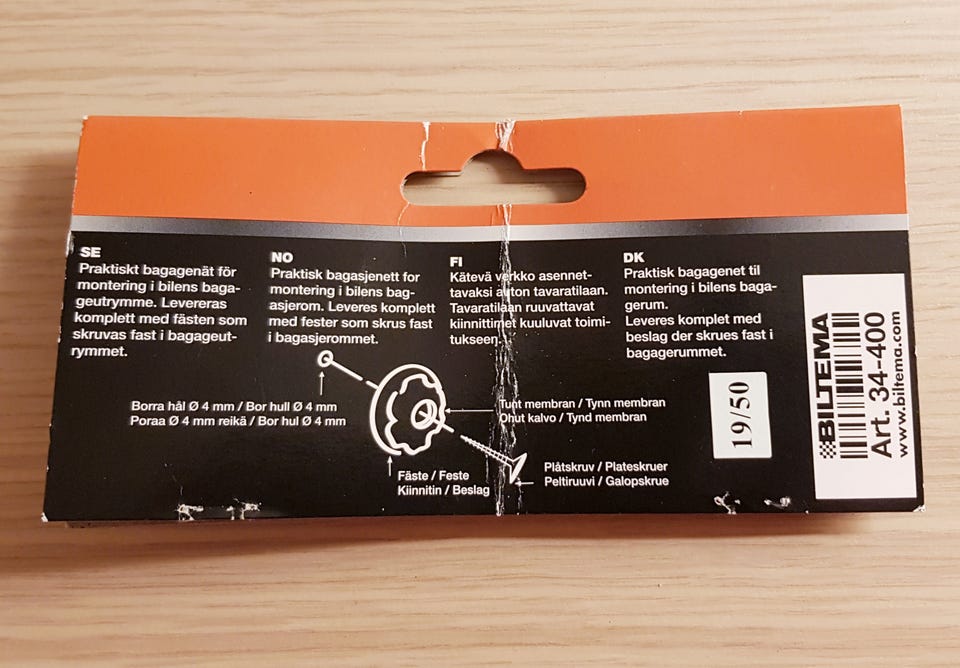 SE
Praktiskt bagagenät för
montering i bilens baga-
geutrymme. Levereras
komplett med fästen som
skruvas fast i bagageut-
rymmet.
NO
Praktisk bagasjenett for
montering i bilens bag-
asjerom. Leveres komplett
med fester som skrus fast
i bagasjerommet.
FI
Kätevä verkko asennet-
tavaksi auton tavaratilaan.
Tavaratilaan ruuvattavat
kiinnittimet kuuluvat toimi-
tukseen.
DK
Praktisk bagagenet til
montering i bilens baga-
gerum.
Leveres komplet med
beslag der skrues fast i
bagagerummet.
Borra hål Ø 4 mm / Bor hull Ø 4 mm
Poraa Ø 4 mm reikä / Bor hul Ø 4 mm
Tunt membran / Tynn membran
Ohut kalvo / Tynd membran
Fäste / Feste
Kiinnitin / Beslag
Plåtskruv / Plateskruer
Peltiruuvi / Galopskrue
19/50
BILTEMA
Art. 34-400
www.biltema.com